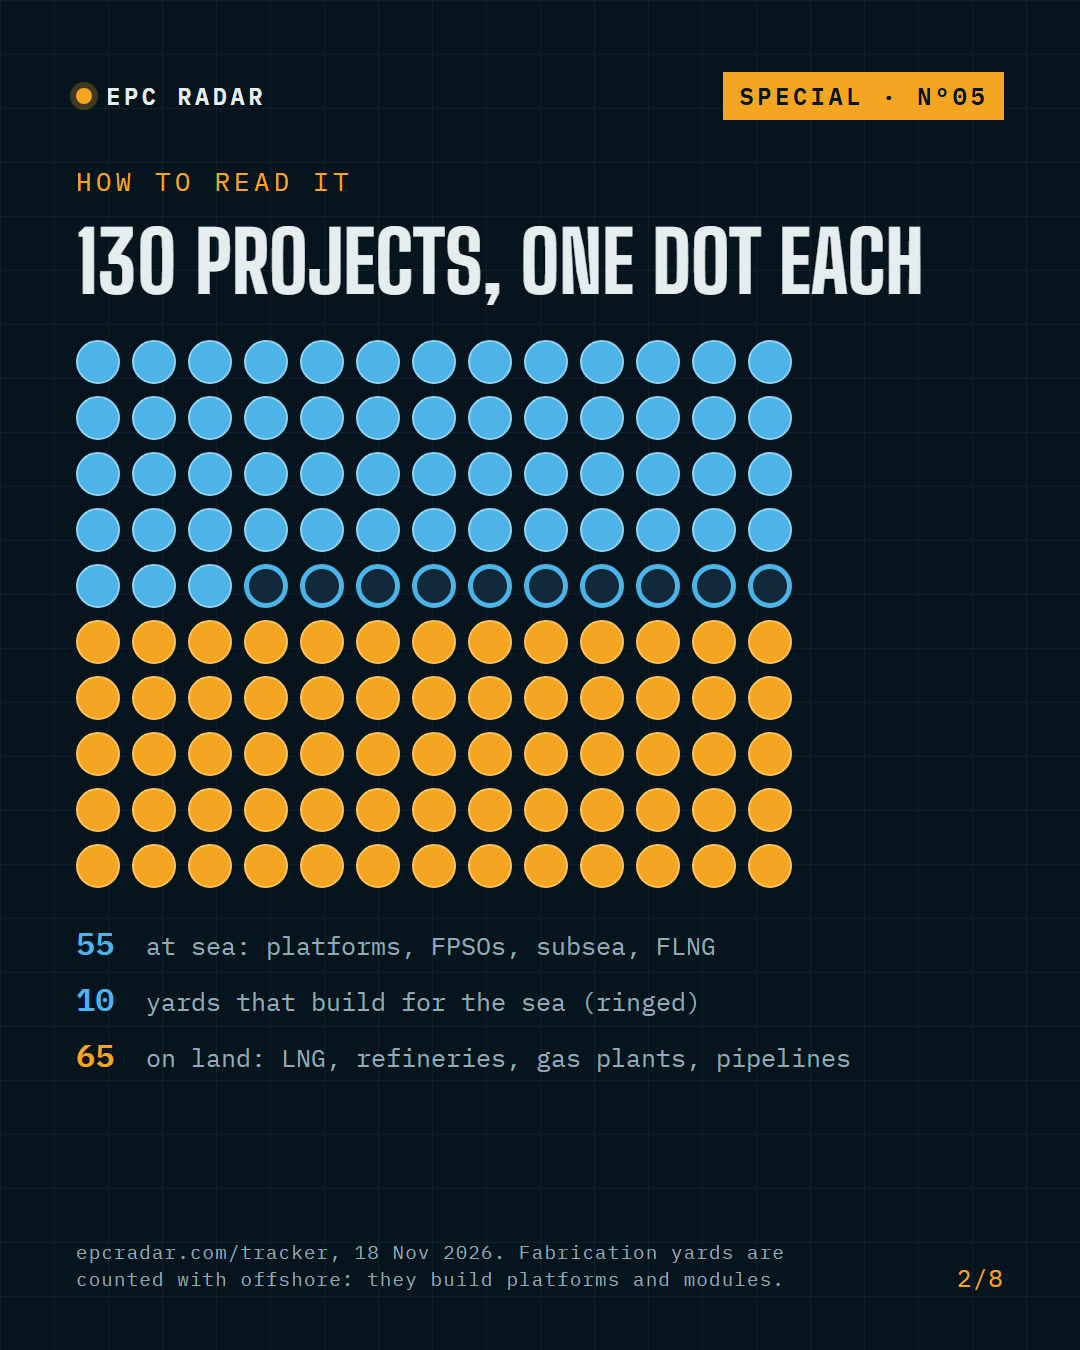 EPC RADAR
SPECIAL · N°05
HOW TO READ IT
130 PROJECTS, ONE DOT EACH
55 at sea: platforms, FPSOs, subsea, FLNG
10 yards that build for the sea (ringed)
65 on land: LNG, refineries, gas plants, pipelines
epcradar.com/tracker, 18 Nov 2026. Fabrication yards are
counted with offshore: they build platforms and modules.
2/8